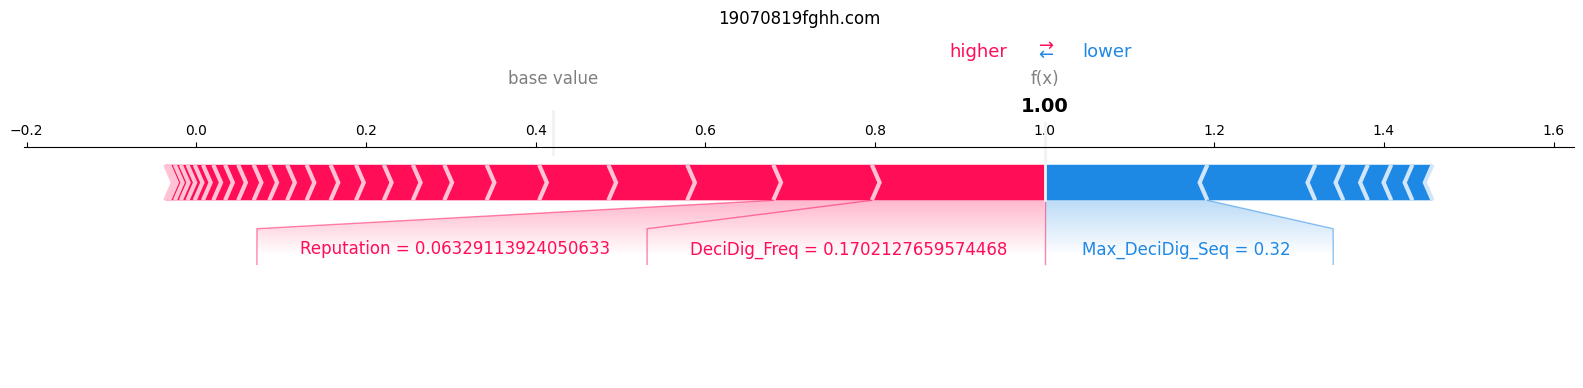 19070819fghh.com
higher ⇄ lower
base value f(x)
1.00
−0.2 0.0 0.2 0.4 0.6 0.8 1.0 1.2 1.4 1.6
Reputation = 0.06329113924050633 DeciDig_Freq = 0.1702127659574468 Max_DeciDig_Seq = 0.32